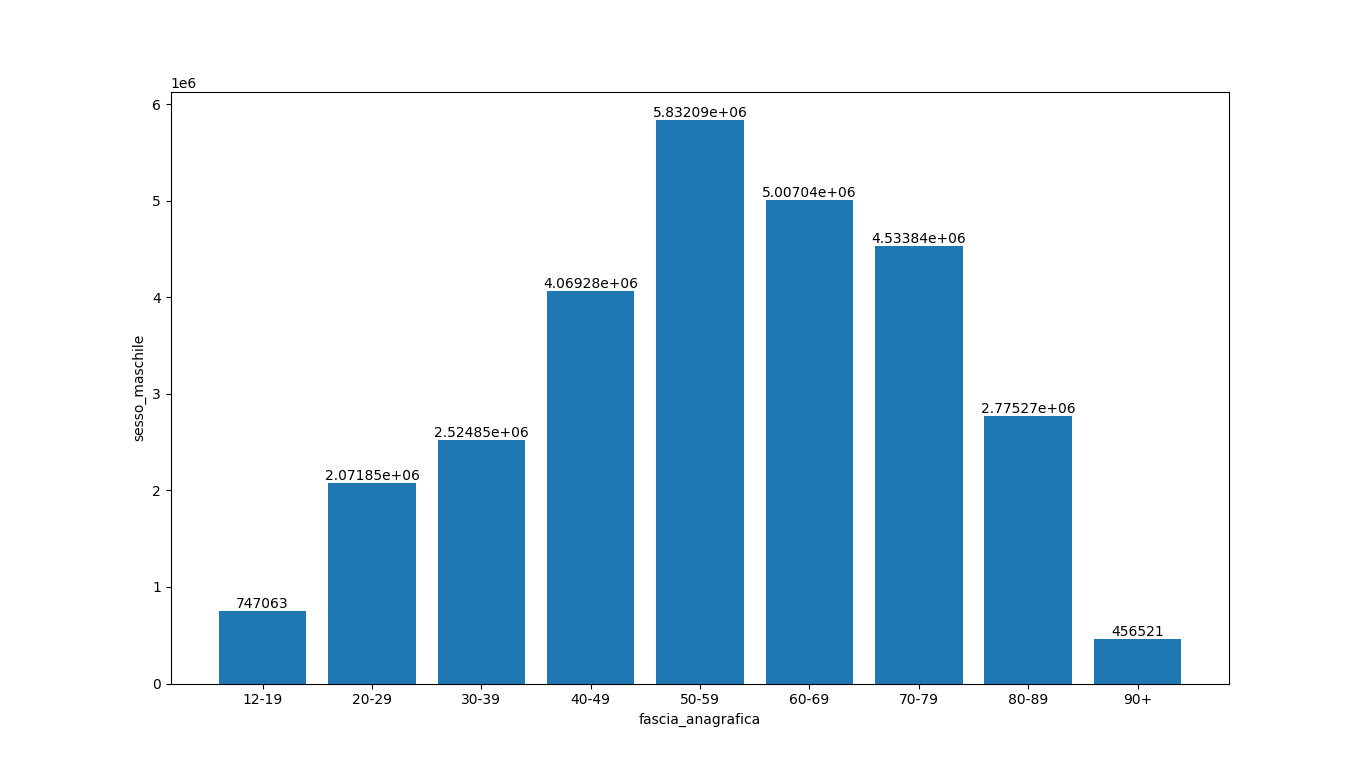 1e6
6
5.83209e+06
5
5.00704e+06
4.53384e+06
4
4.06928e+06
3
2.77527e+06
2.52485e+06
2
2.07185e+06
1
747063
456521
0
sesso_maschile
12-19 20-29 30-39 40-49 50-59 60-69 70-79 80-89 90+
fascia_anagrafica